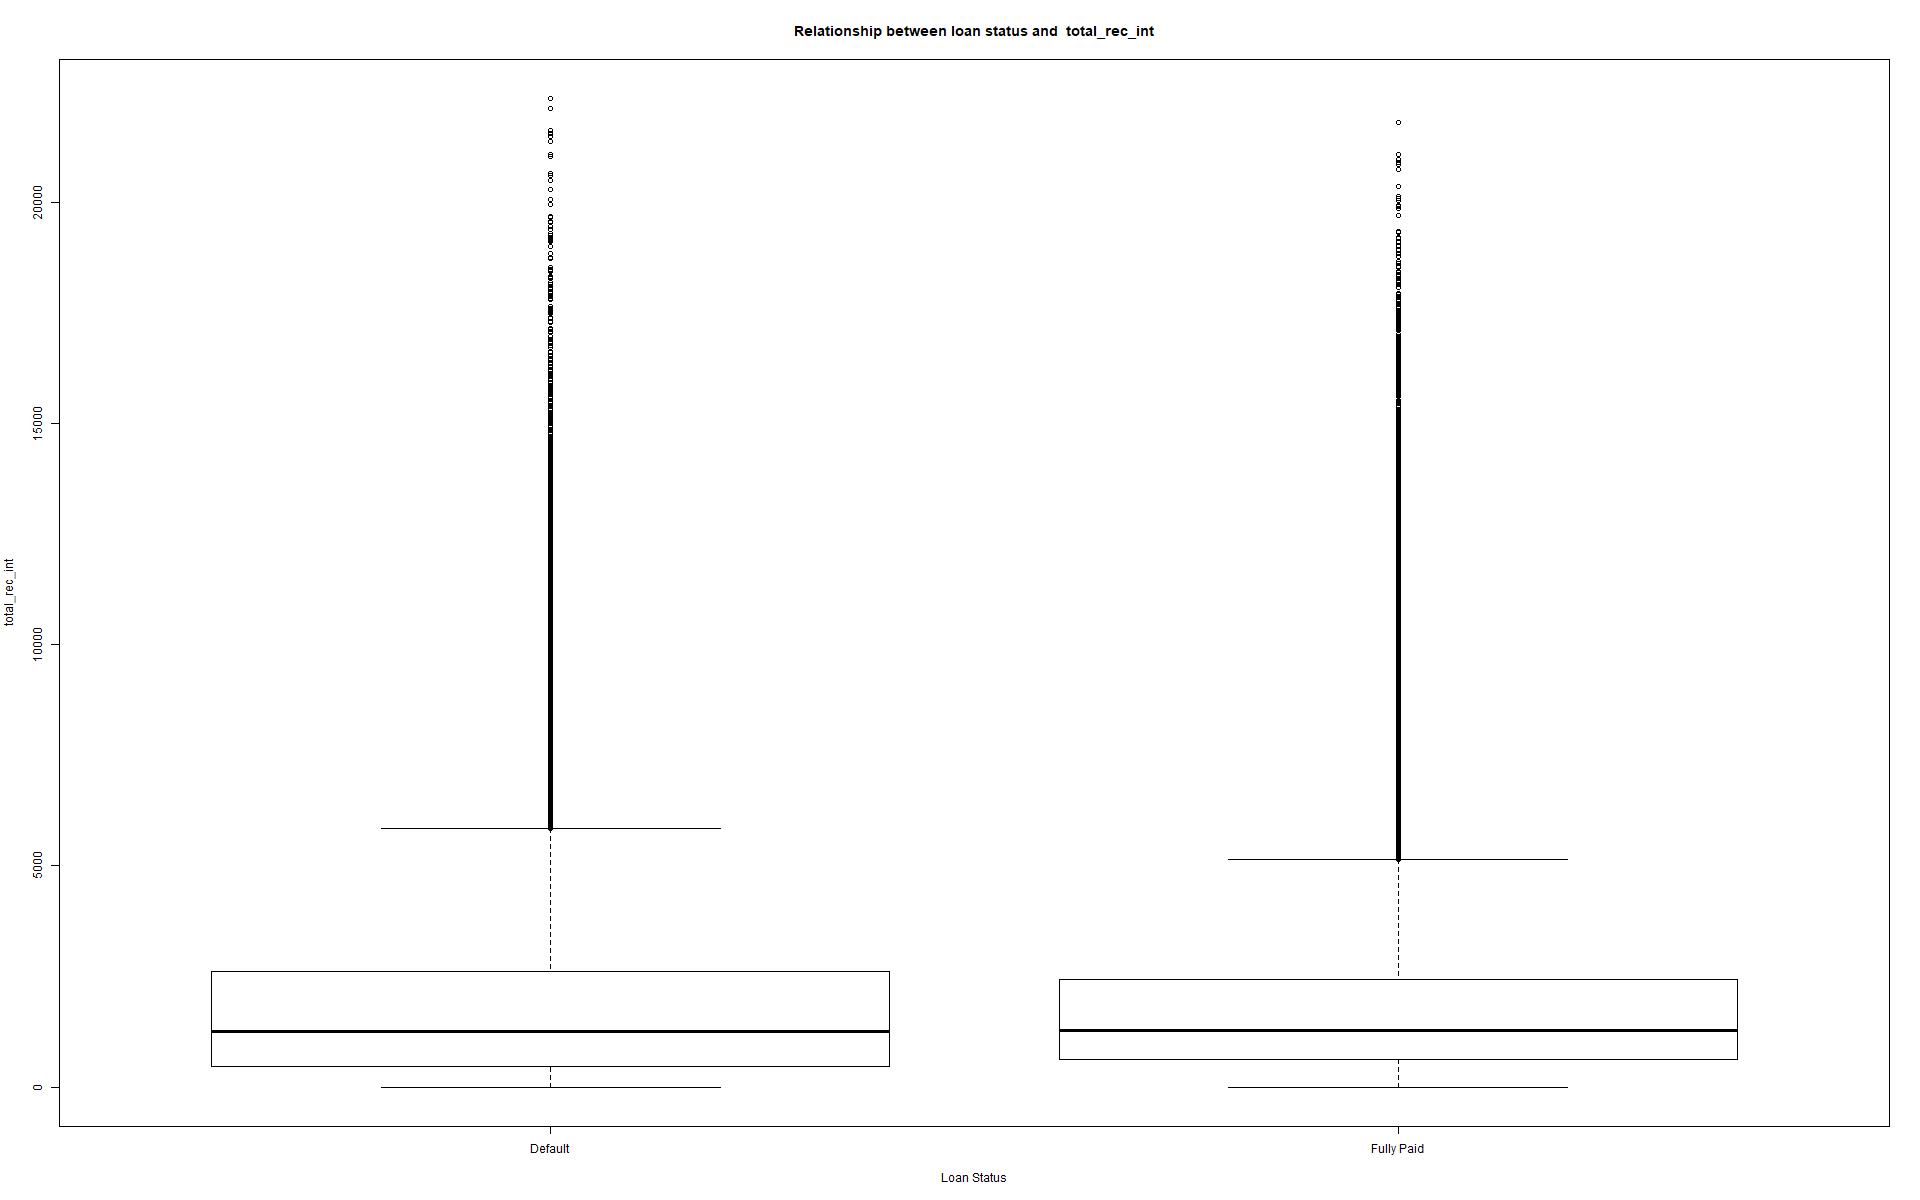 Relationship between loan status and  total_rec_int
total_rec_int
20000
15000
10000
5000
0
Default
Fully Paid
Loan Status